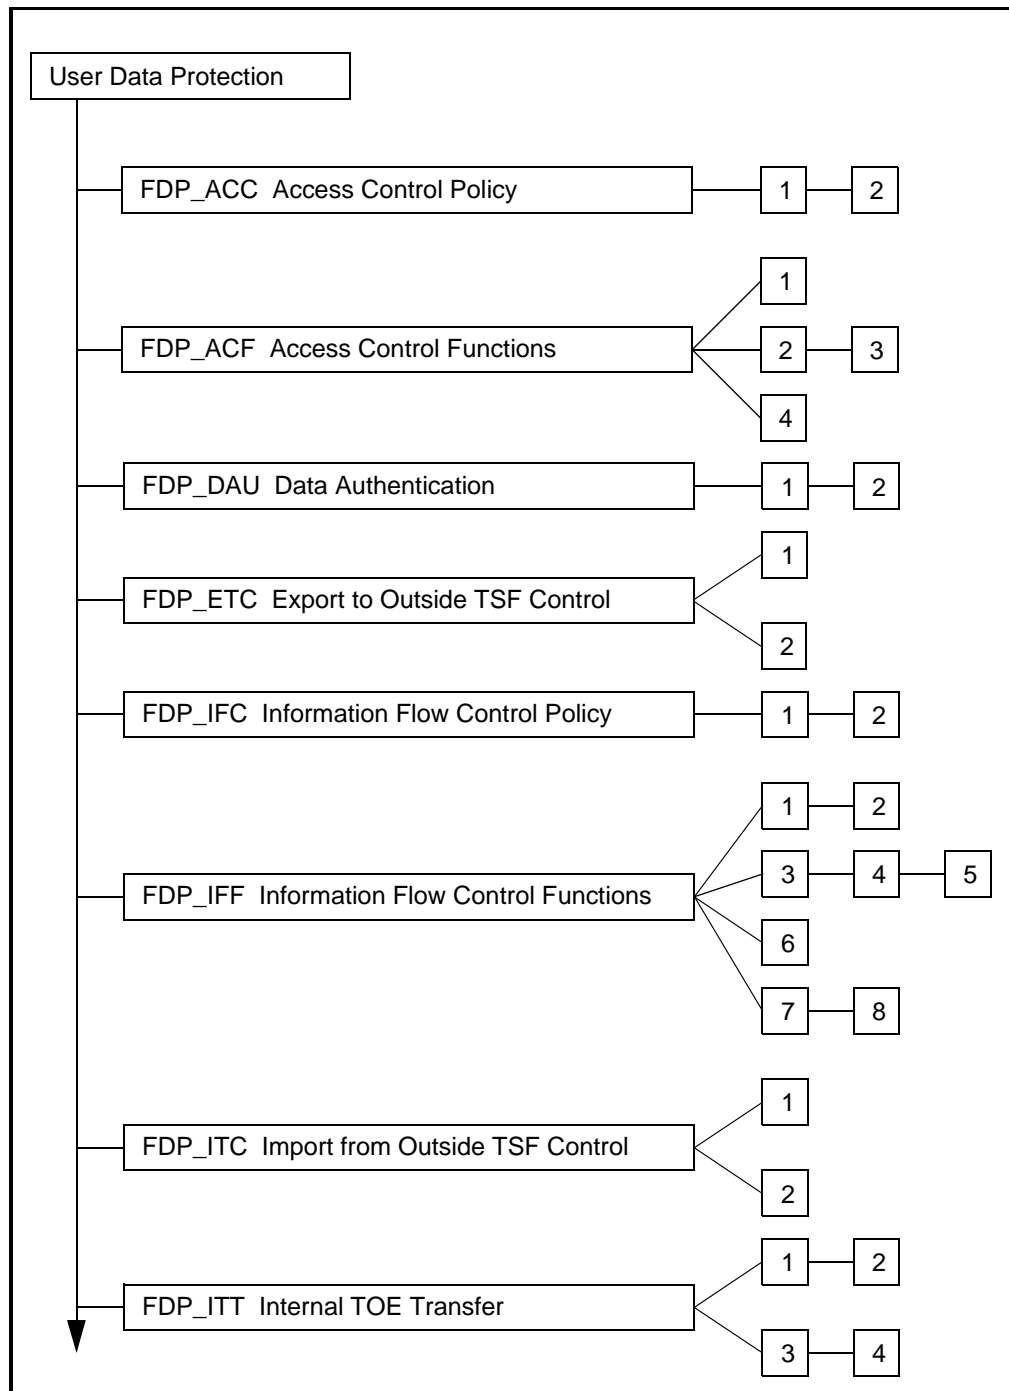 User Data Protection
FDP_ACC Access Control Policy
1 2
1
FDP_ACF Access Control Functions
2 3
4
FDP_DAU Data Authentication
1 2
1
FDP_ETC Export to Outside TSF Control
2
FDP_IFC Information Flow Control Policy
1 2
1 2
3 4 5
FDP_IFF Information Flow Control Functions
6
7 8
1
FDP_ITC Import from Outside TSF Control
2
1 2
FDP_ITT Internal TOE Transfer
3 4